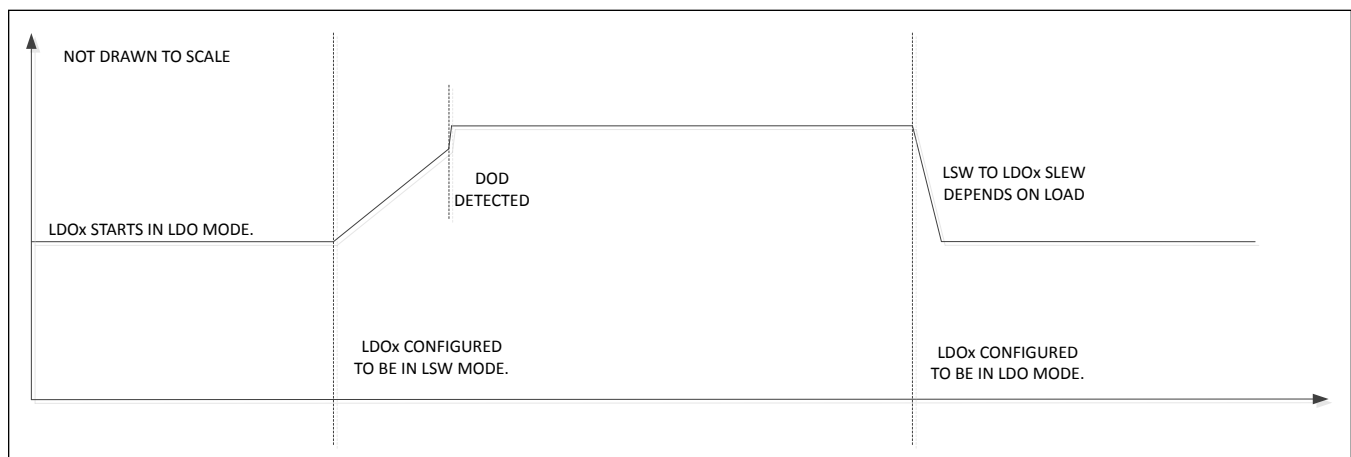 NOT DRAWN TO SCALE
DOD
DETECTED
LSW TO LDOx SLEW
DEPENDS ON LOAD
LDOx STARTS IN LDO MODE.
LDOx CONFIGURED
TO BE IN LSW MODE.
LDOx CONFIGURED
TO BE IN LDO MODE.